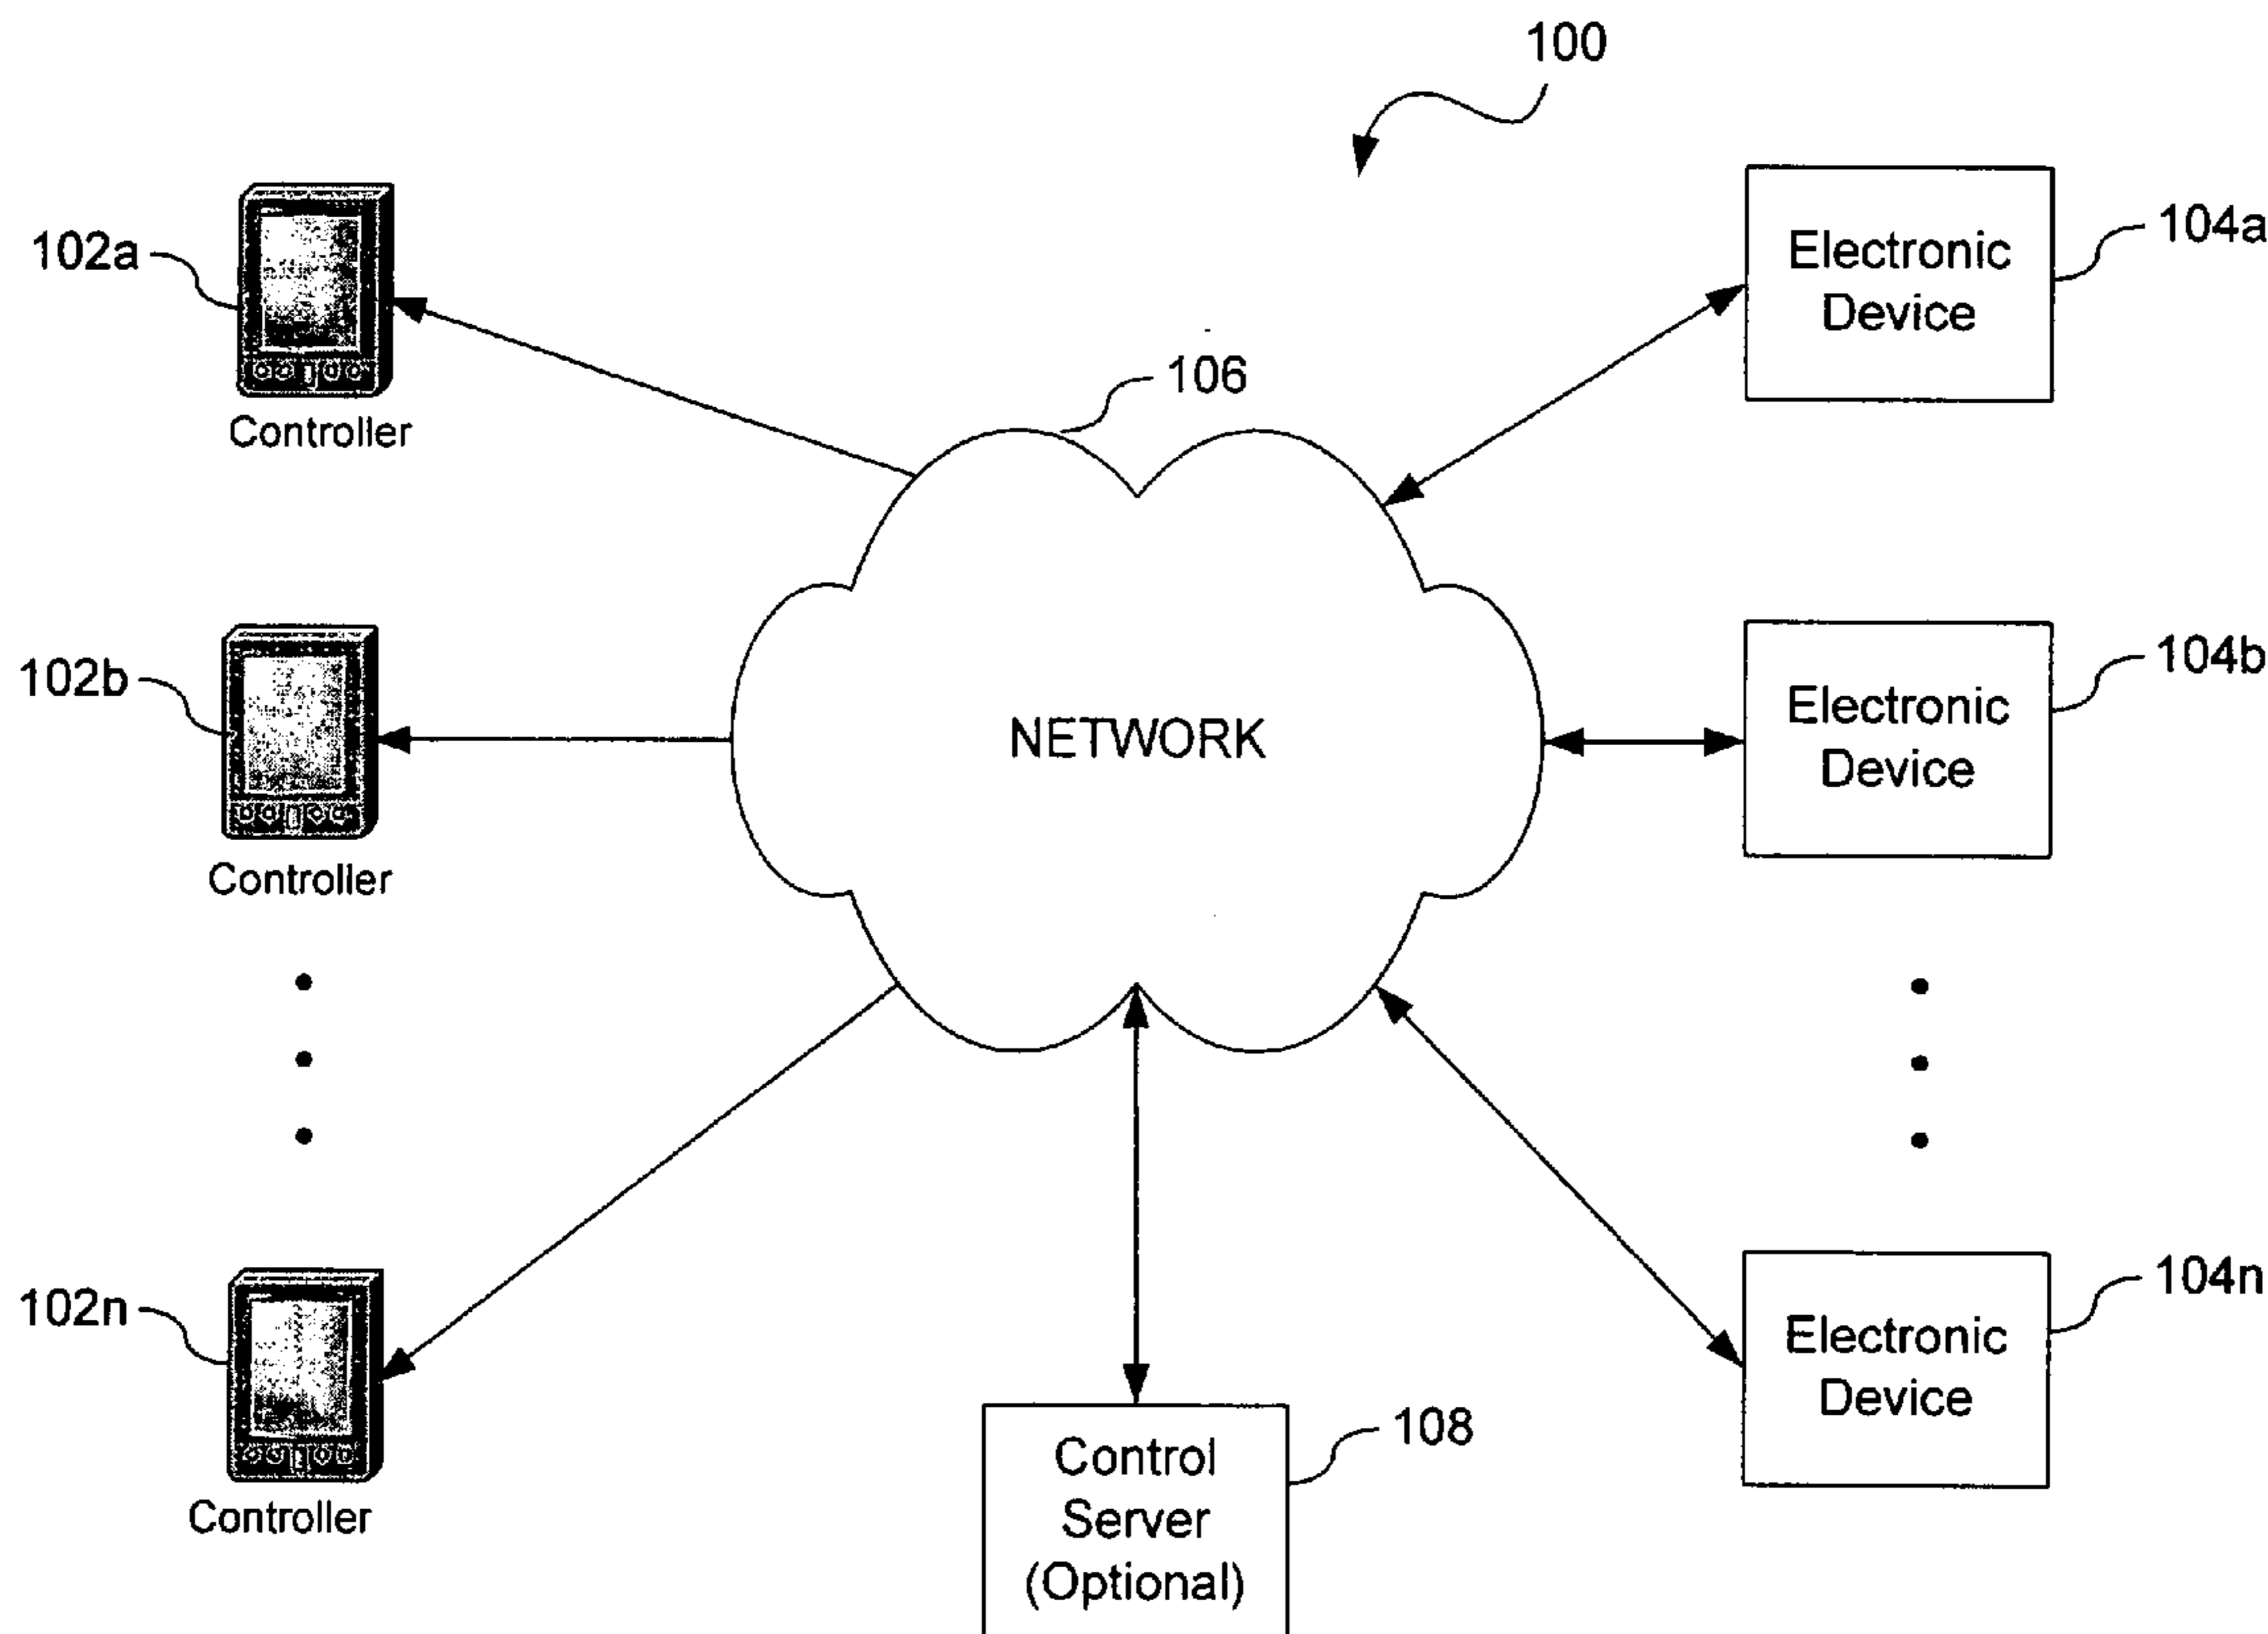 100
102a
Controller
106
Electronic
Device
104a
102b
Controller
NETWORK
Electronic
Device
104b
102n
Controller
Control
Server
(Optional)
108
Electronic
Device
104n